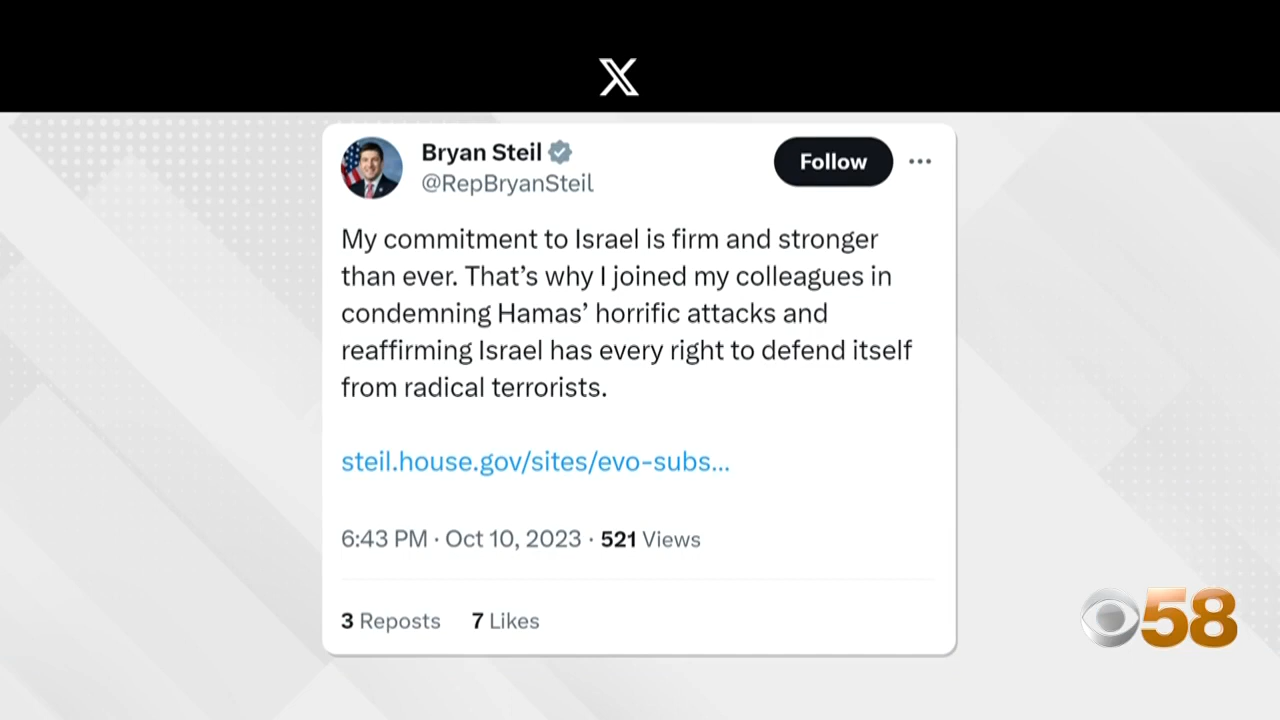 X
Bryan Steil
@RepBryanSteil
Follow
My commitment to Israel is firm and stronger
than ever. That’s why I joined my colleagues in
condemning Hamas’ horrific attacks and
reaffirming Israel has every right to defend itself
from radical terrorists.
steil.house.gov/sites/evo-subs...
6:43 PM · Oct 10, 2023 · 521 Views
3 Reposts 7 Likes
58